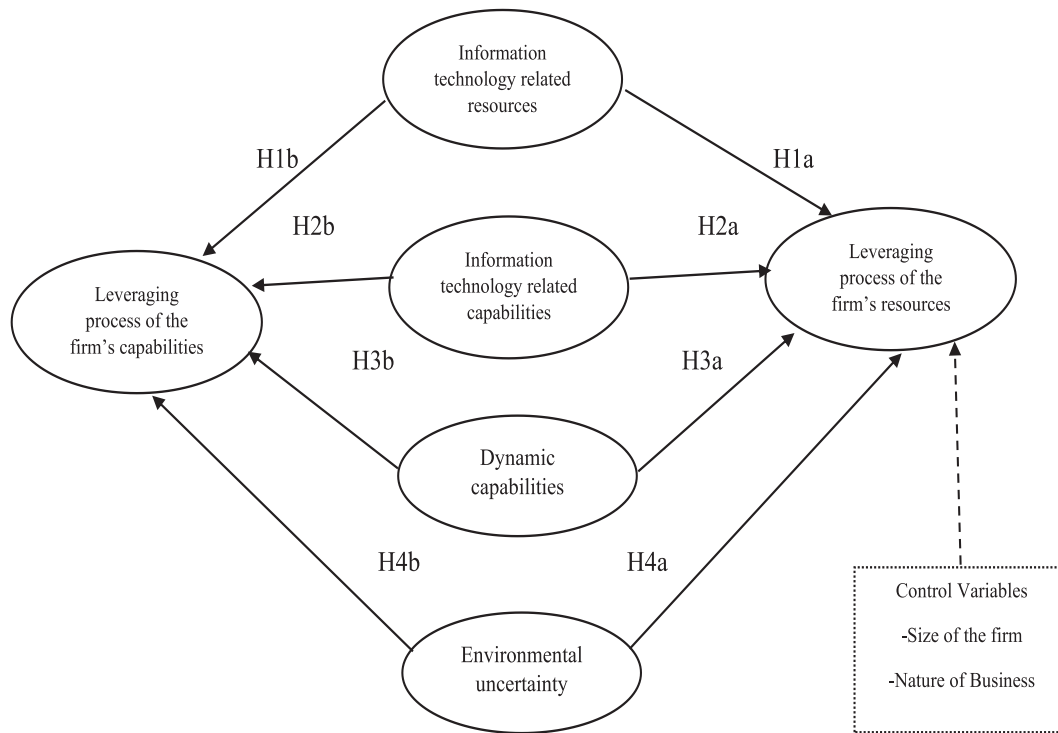 Information
technology related
resources
H1b
H1a
H2b
H2a
Information
technology related
capabilities
Leveraging
process of the
firm's resources
Leveraging
process of the
firm's capabilities
H3b
H3a
Dynamic
capabilities
H4b
H4a
Environmental
uncertainty
Control Variables
-Size of the firm
-Nature of Business